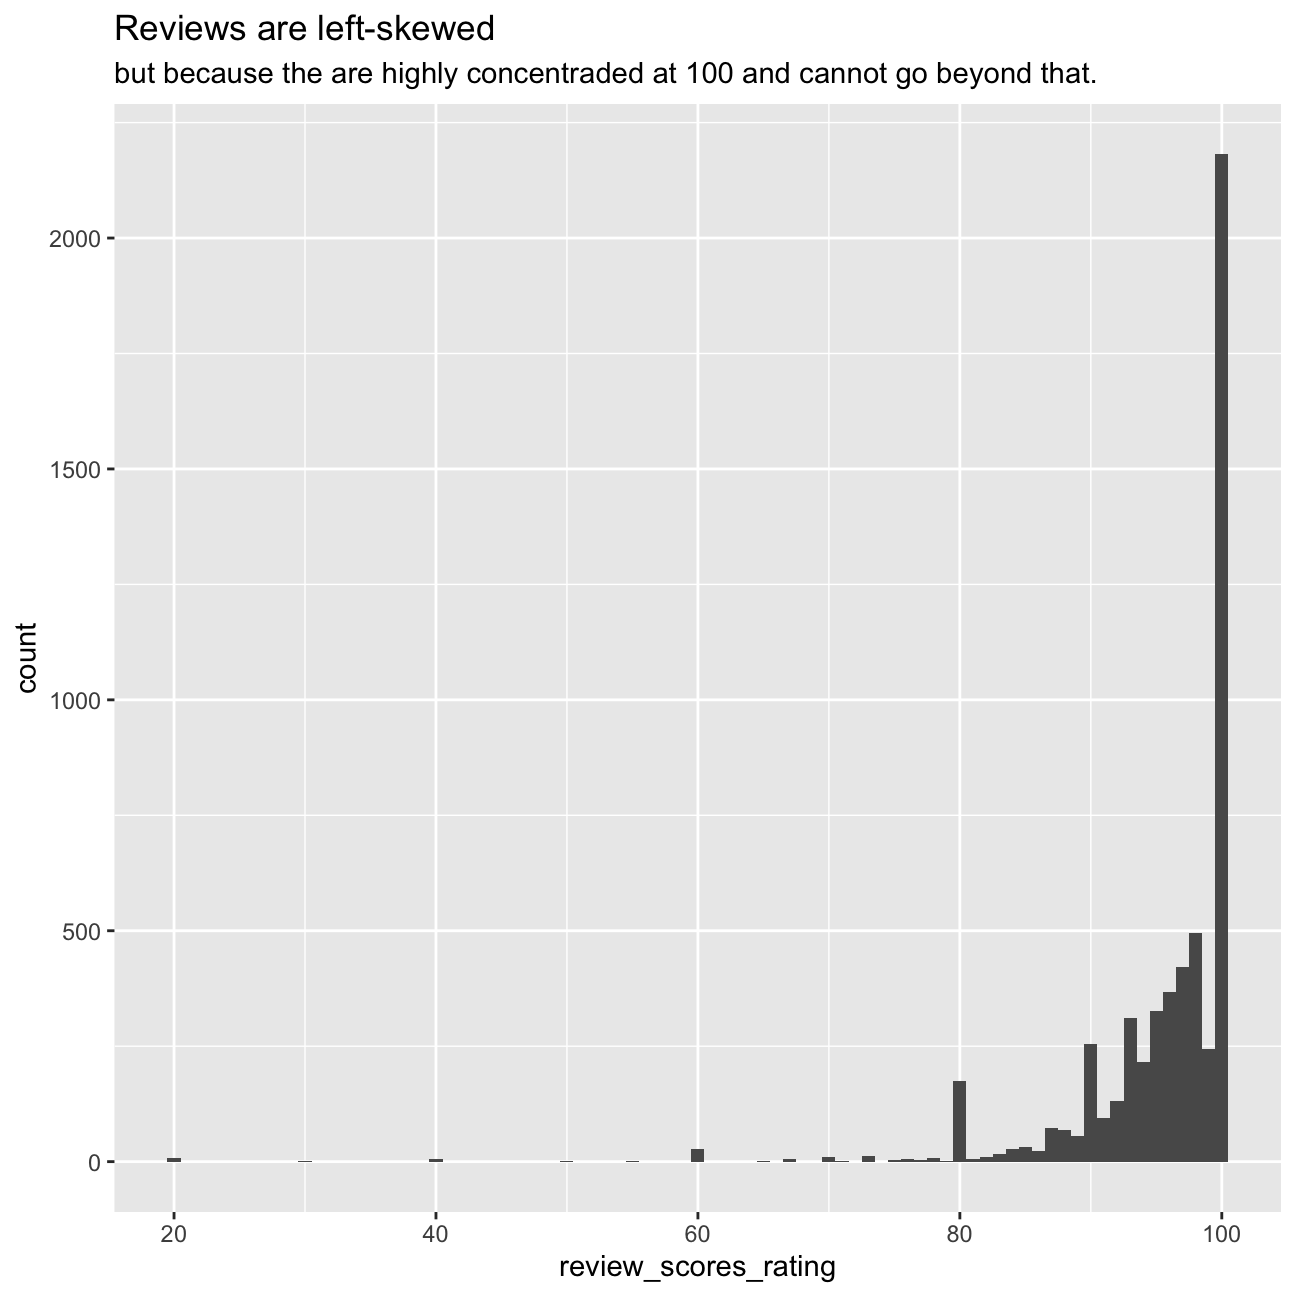 Reviews are left-skewed
but because the are highly concentraded at 100 and cannot go beyond that.
2000
1500
1000
500
0
count
20 40 60 80 100
review_scores_rating